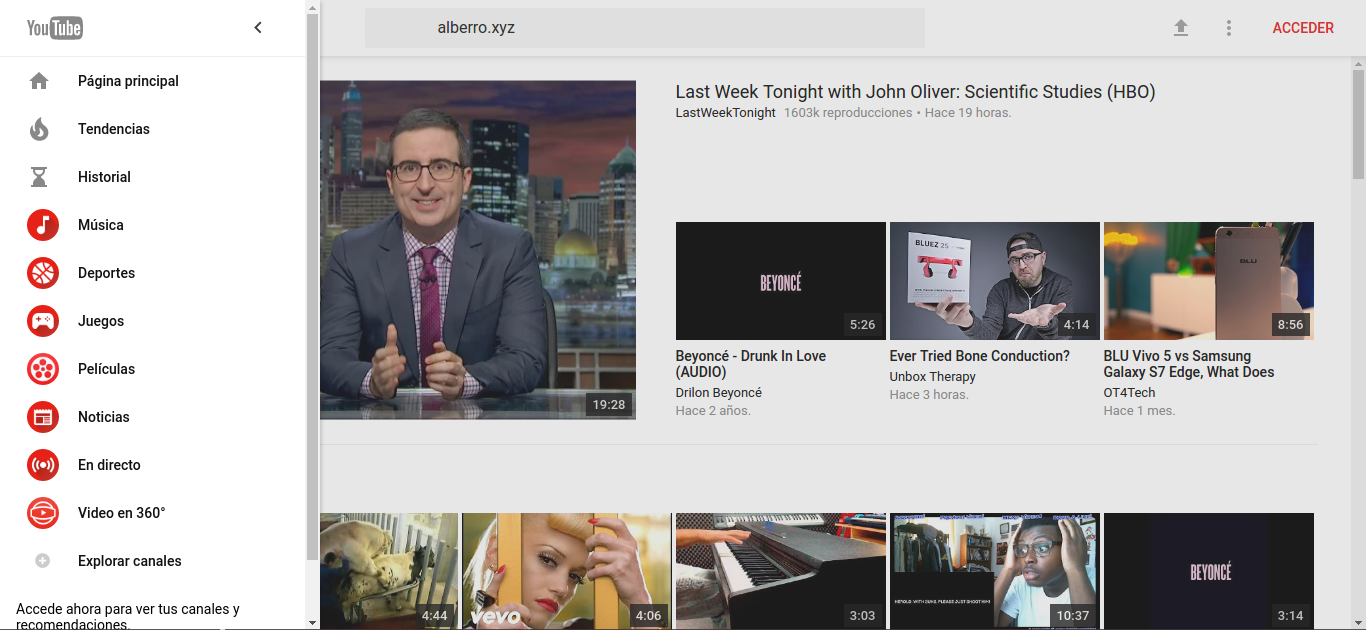 YouTube
alberro.xyz
ACCEDER
Página principal
Tendencias
Historial
Música
Deportes
Juegos
Películas
Noticias
En directo
Video en 360°
Explorar canales
Accede ahora para ver tus canales y
recomendaciones.
19:28
Last Week Tonight with John Oliver: Scientific Studies (HBO)
LastWeekTonight 1603k reproducciones • Hace 19 horas.
BEYONCÉ
5:26
Beyoncé - Drunk In Love
(AUDIO)
Drilon Beyoncé
Hace 2 años.
BLUEZ 25
4:14
Ever Tried Bone Conduction?
Unbox Therapy
Hace 3 horas.
BLU
8:56
BLU Vivo 5 vs Samsung
Galaxy S7 Edge, What Does
OT4Tech
Hace 1 mes.
4:44
vevo
4:06
3:03
10:37
BEYONCÉ
3:14